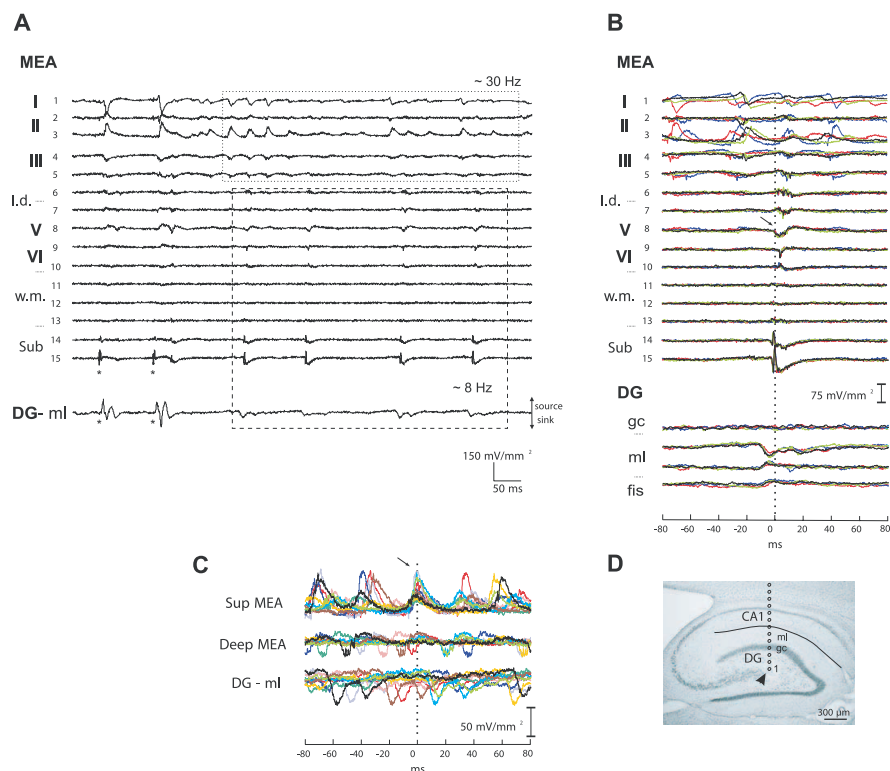 A
MEA
~ 30 Hz
I 1
2
II
3
III 4
5
l.d. 6
7
V 8
VI 9
10
w.m. 11
12
13
Sub 14
15
* *
~ 8 Hz
DG - ml
* *
source
sink
150 mV/mm 2
50 ms
B
MEA
I 1
2
II
3
III 4
5
l.d. 6
7
V 8
VI 9
10
w.m. 11
12
13
Sub 14
15
75 mV/mm 2
DG
gc
ml
fis
-80 -60 -40 -20 0 20 40 60 80
ms
C
Sup MEA
Deep MEA
DG - ml
50 mV/mm 2
-80 -60 -40 -20 0 20 40 60 80
ms
D
CA1
ml
gc
DG
1
300 µm